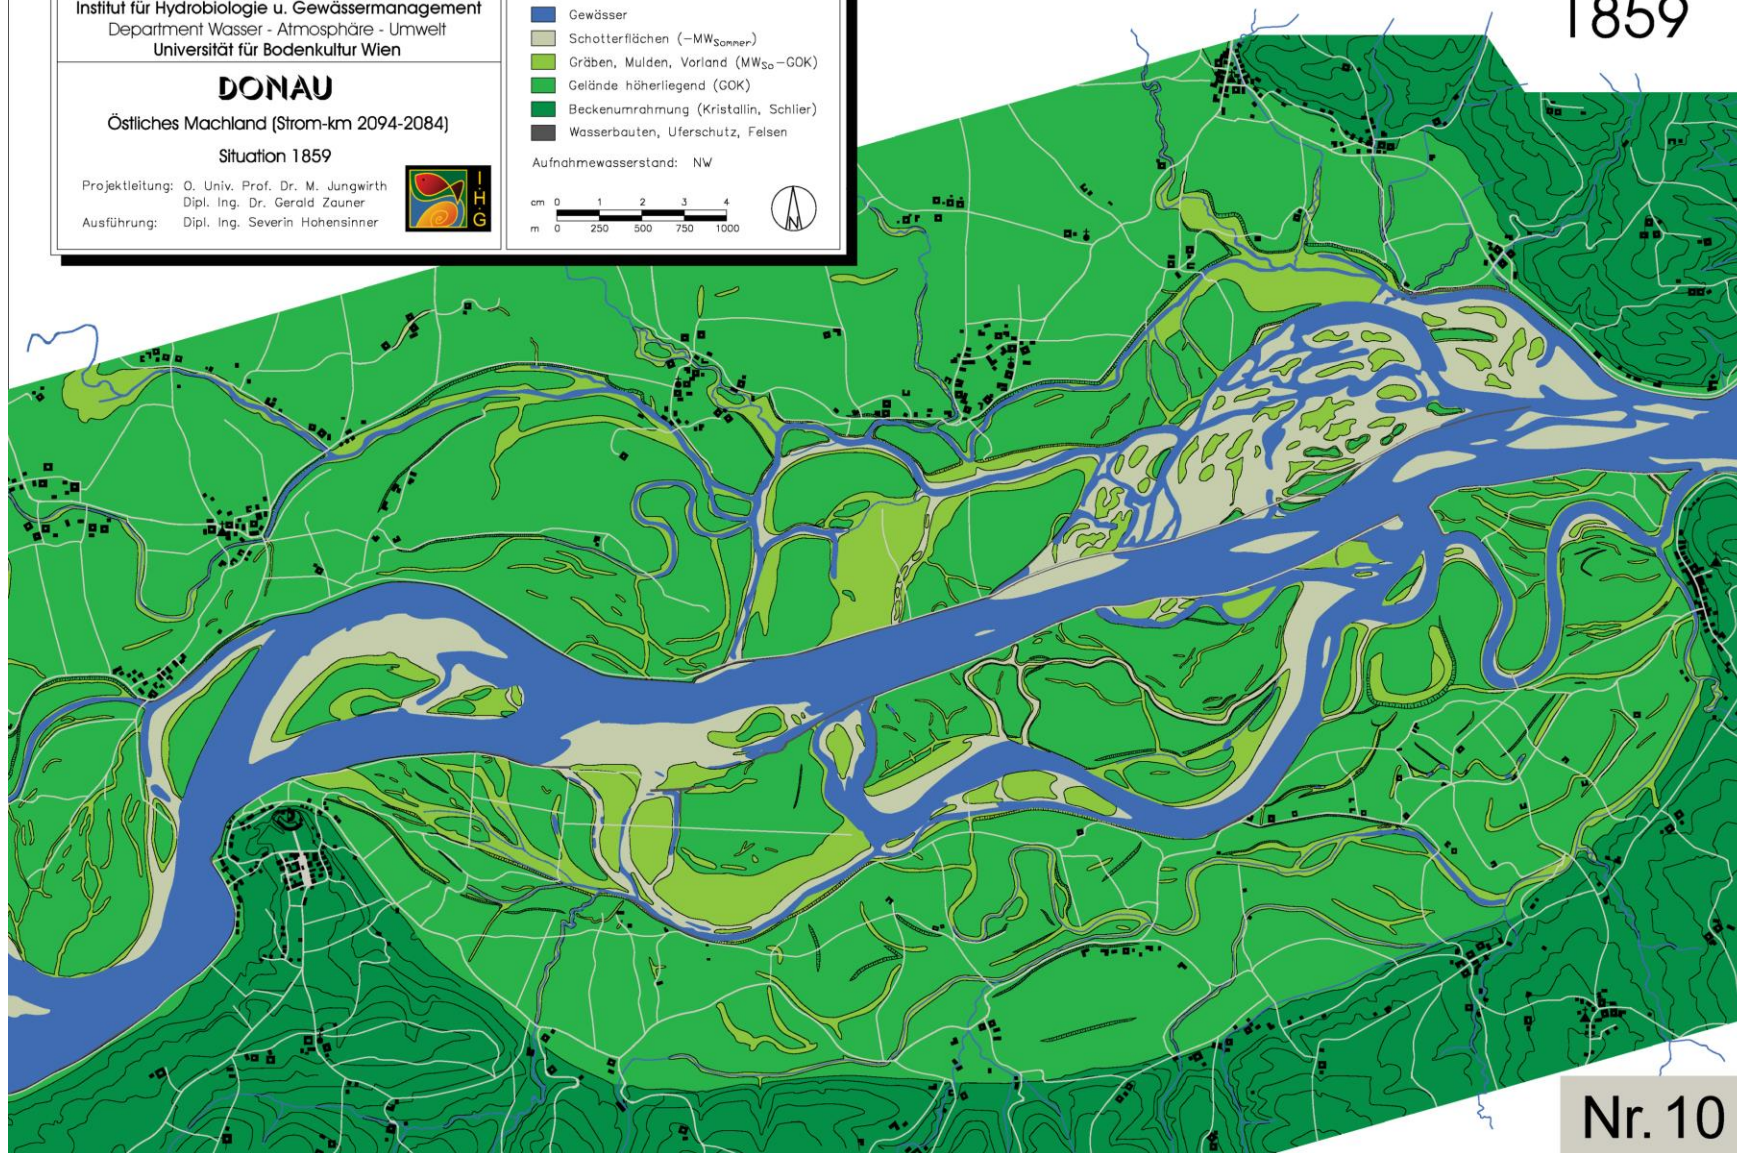 Institut für Hydrobiologie u. Gewässermanagement
Department Wasser - Atmosphäre - Umwelt
Universität für Bodenkultur Wien
DONAU
Östliches Machland (Strom-km 2094-2084)
Situation 1859
Projektleitung: O. Univ. Prof. Dr. M. Jungwirth
Dipl. Ing. Dr. Gerald Zauner
Ausführung: Dipl. Ing. Severin Hohensinner
I.H.G
Gewässer
Schotterflächen (-MWSommer)
Gräben, Mulden, Vorland (MWSo-GOK)
Gelände höherliegend (GOK)
Beckenumrahmung (Kristallin, Schlier)
Wasserbauten, Uferschutz, Felsen
Aufnahmewasserstand: NW
cm 0 1 2 3 4
m 0 250 500 750 1000
N
1859
Nr. 10